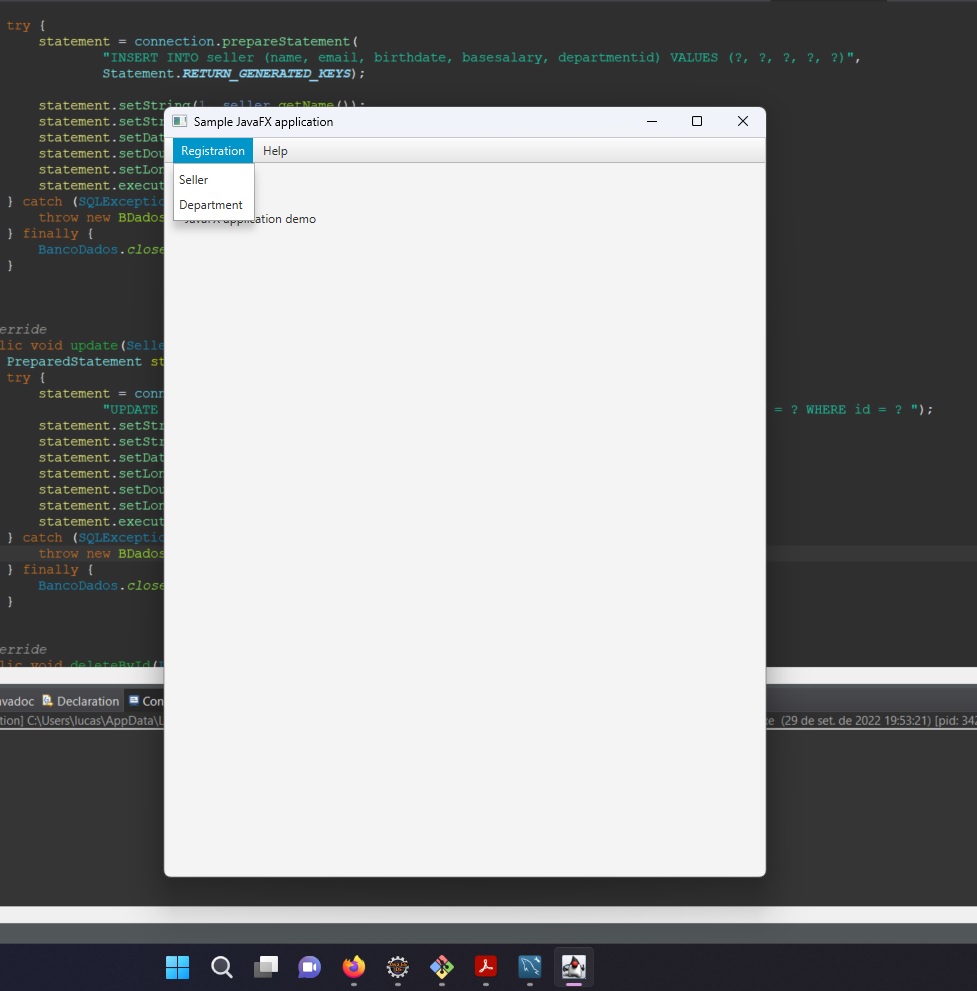 try {
statement = connection.prepareStatement(
"INSERT INTO seller (name, email, birthdate, basesalary, departmentid) VALUES (?, ?, ?, ?, ?)",
Statement.RETURN_GENERATED_KEYS);
statement.setString(1, seller.getName());
statement.setStr
statement.setDat
statement.setDou
statement.setLon
statement.execut
} catch (SQLExceptio
throw new BDados
} finally {
BancoDados.close
}
erride
lic void update(Selle
PreparedStatement st
try {
statement = conn
"UPDATE
= ? WHERE id = ? ");
statement.setStr
statement.setStr
statement.setDat
statement.setLon
statement.setDou
statement.setLon
statement.execut
} catch (SQLExceptio
throw new BDados
} finally {
BancoDados.close
}
erride
lic void deleteById(
Sample JavaFX application
Registration Help
Seller
Department
JavaFX application demo
avadoc Declaration Con
tion] C:\Users\lucas\AppData\L
e (29 de set. de 2022 19:53:21) [pid: 342